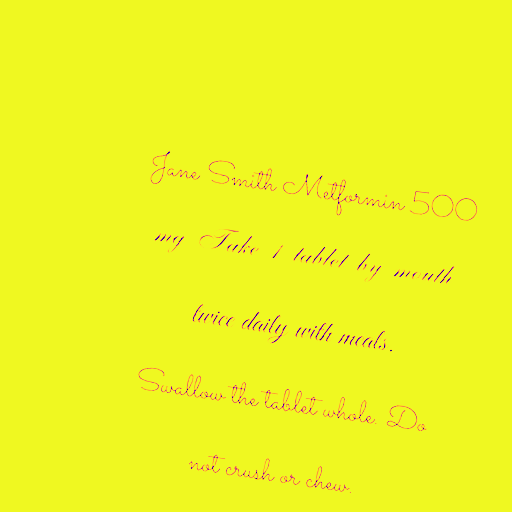 Jane Smith Metformin 500
mg Take 1 tablet by mouth
twice daily with meals.
Swallow the tablet whole. Do
not crush or chew.